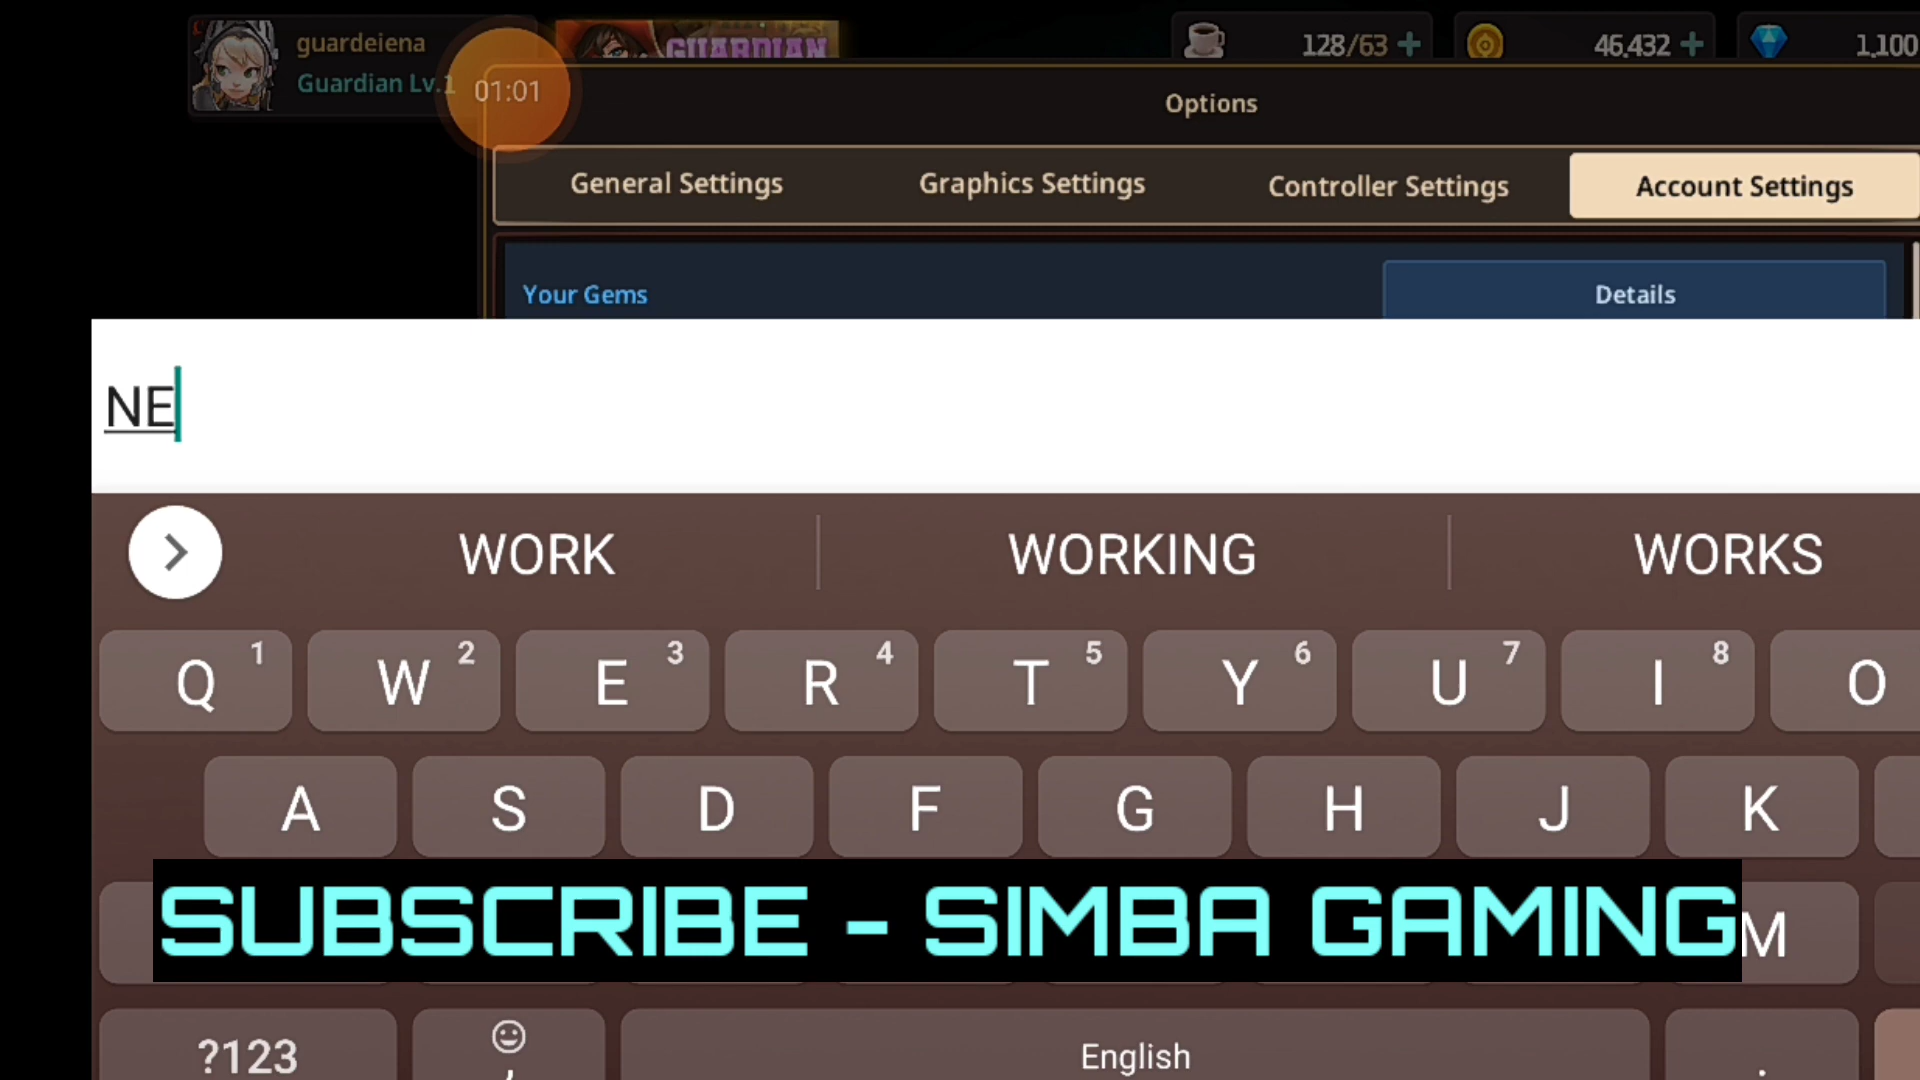 guardeiena
Guardian Lv.1
01:01
GUARDIAN
128/63 +
46,432 +
1,100
Options
General Settings
Graphics Settings
Controller Settings
Account Settings
Your Gems
Details
NE
WORK
WORKING
WORKS
Q 1 W 2 E 3 R 4 T 5 Y 6 U 7 I 8 O
A S D F G H J K
SUBSCRIBE - SIMBA GAMING
M
?123 , English .